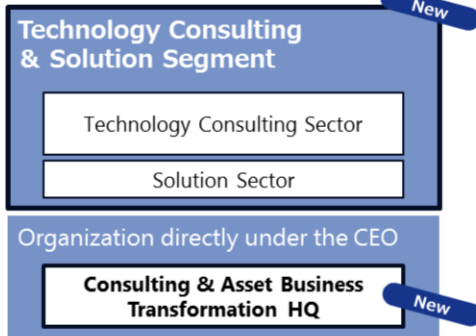 New
Technology Consulting
& Solution Segment
Technology Consulting Sector
Solution Sector
Organization directly under the CEO
Consulting & Asset Business
Transformation HQ
New